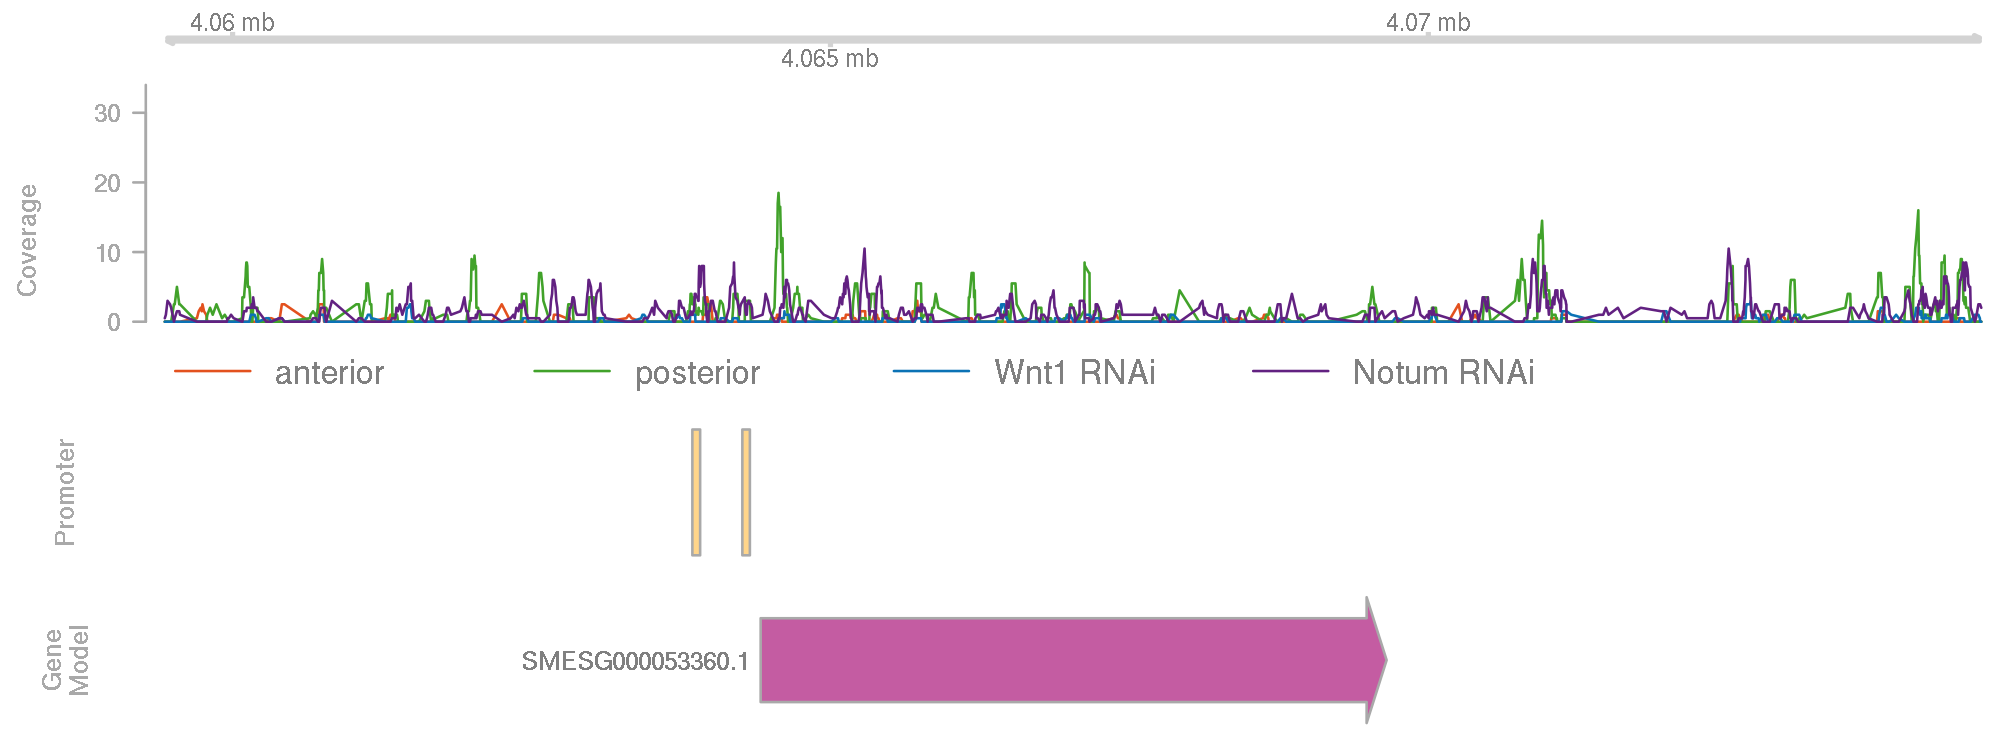 4.06 mb
4.07 mb
4.065 mb
Coverage
30
20
10
0
anterior
posterior
Wnt1 RNAi
Notum RNAi
Promoter
Gene
Model
SMESG000053360.1